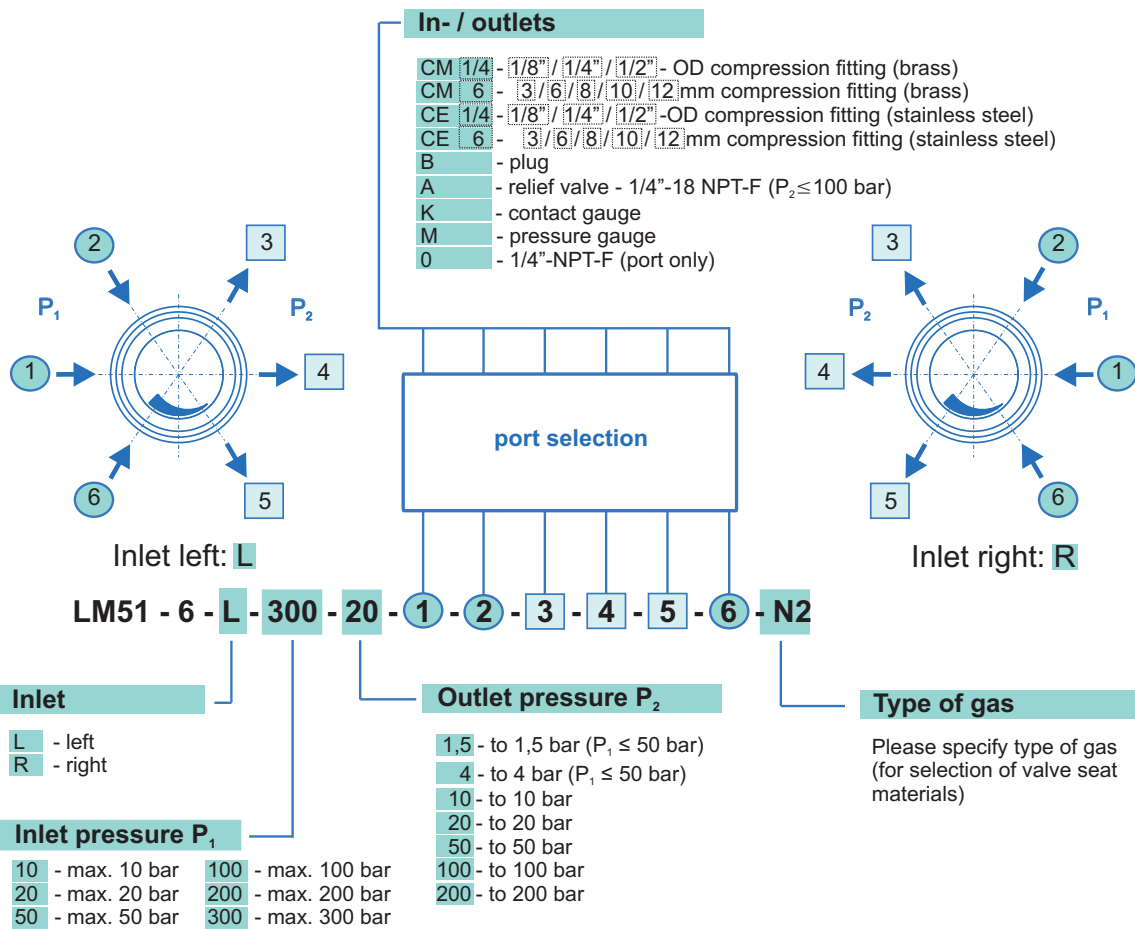 In- / outlets
CM 1/4 - 1/8” / 1/4” / 1/2” - OD compression fitting (brass)
CM 6 - 3 / 6 / 8 / 10 / 12 mm compression fitting (brass)
CE 1/4 - 1/8” / 1/4” / 1/2” -OD compression fitting (stainless steel)
CE 6 - 3 / 6 / 8 / 10 / 12 mm compression fitting (stainless steel)
B - plug
A - relief valve - 1/4”-18 NPT-F (P₂≤100 bar)
K - contact gauge
M - pressure gauge
0 - 1/4”-NPT-F (port only)
2 3
P₁ P₂
1 4
6 5
Inlet left: L
port selection
3 2
P₂ P₁
4 1
5 6
Inlet right: R
LM51 - 6 - L - 300 - 20 - 1 - 2 - 3 - 4 - 5 - 6 - N2
Inlet
L - left
R - right
Inlet pressure P₁
10 - max. 10 bar 100 - max. 100 bar
20 - max. 20 bar 200 - max. 200 bar
50 - max. 50 bar 300 - max. 300 bar
Outlet pressure P₂
1,5 - to 1,5 bar (P₁ ≤ 50 bar)
4 - to 4 bar (P₁ ≤ 50 bar)
10 - to 10 bar
20 - to 20 bar
50 - to 50 bar
100 - to 100 bar
200 - to 200 bar
Type of gas
Please specify type of gas
(for selection of valve seat
materials)